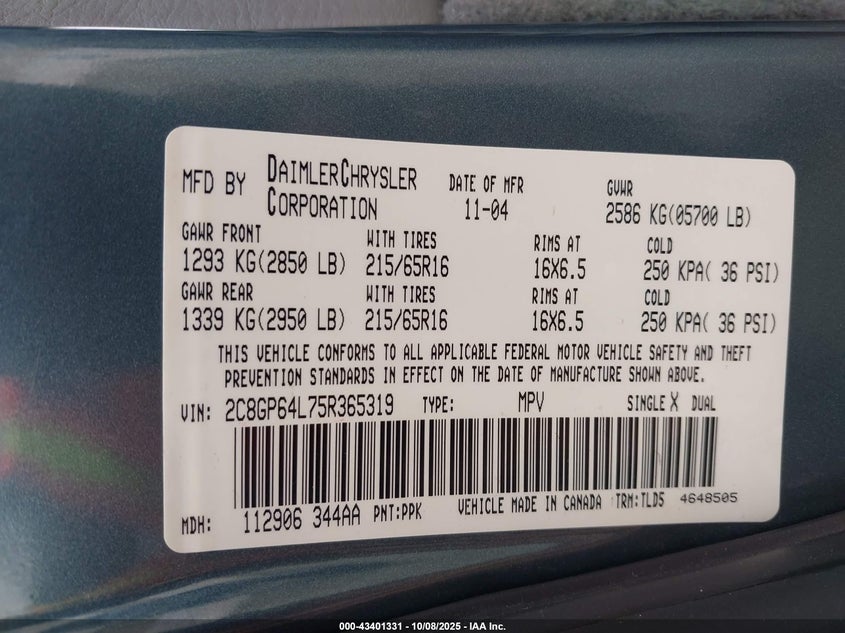 MFD BY DAIMLERCHRYSLER CORPORATION DATE OF MFR 11-04 GVWR 2586 KG(05700 LB)
GAWR FRONT WITH TIRES RIMS AT COLD
1293 KG(2850 LB) 215/65R16 16X6.5 250 KPA( 36 PSI)
GAWR REAR WITH TIRES RIMS AT COLD
1339 KG(2950 LB) 215/65R16 16X6.5 250 KPA( 36 PSI)
THIS VEHICLE CONFORMS TO ALL APPLICABLE FEDERAL MOTOR VEHICLE SAFETY AND THEFT
PREVENTION STANDARDS IN EFFECT ON THE DATE OF MANUFACTURE SHOWN ABOVE.
VIN: 2C8GP64L75R365319 TYPE: MPV SINGLE X DUAL
MDH: 112906 344AA PNT:PPK VEHICLE MADE IN CANADA TRM:TLD5 4648505
000-43401331 - 10/08/2025 - IAA Inc.